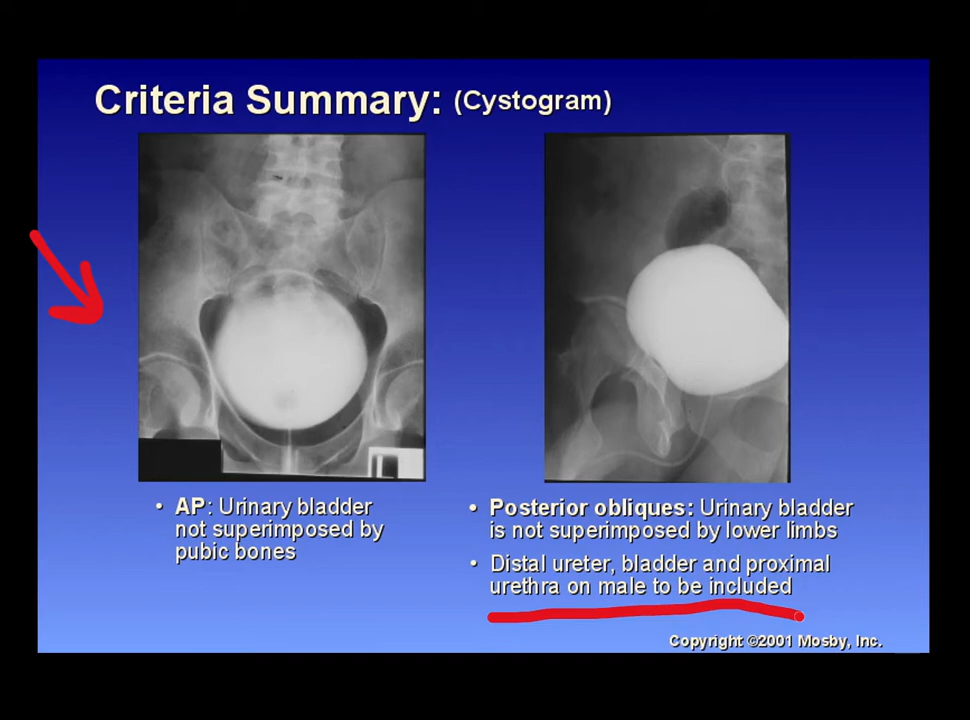 Criteria Summary: (Cystogram)
• AP: Urinary bladder
not superimposed by
pubic bones
• Posterior obliques: Urinary bladder
is not superimposed by lower limbs
• Distal ureter, bladder and proximal
urethra on male to be included
Copyright ©2001 Mosby, Inc.